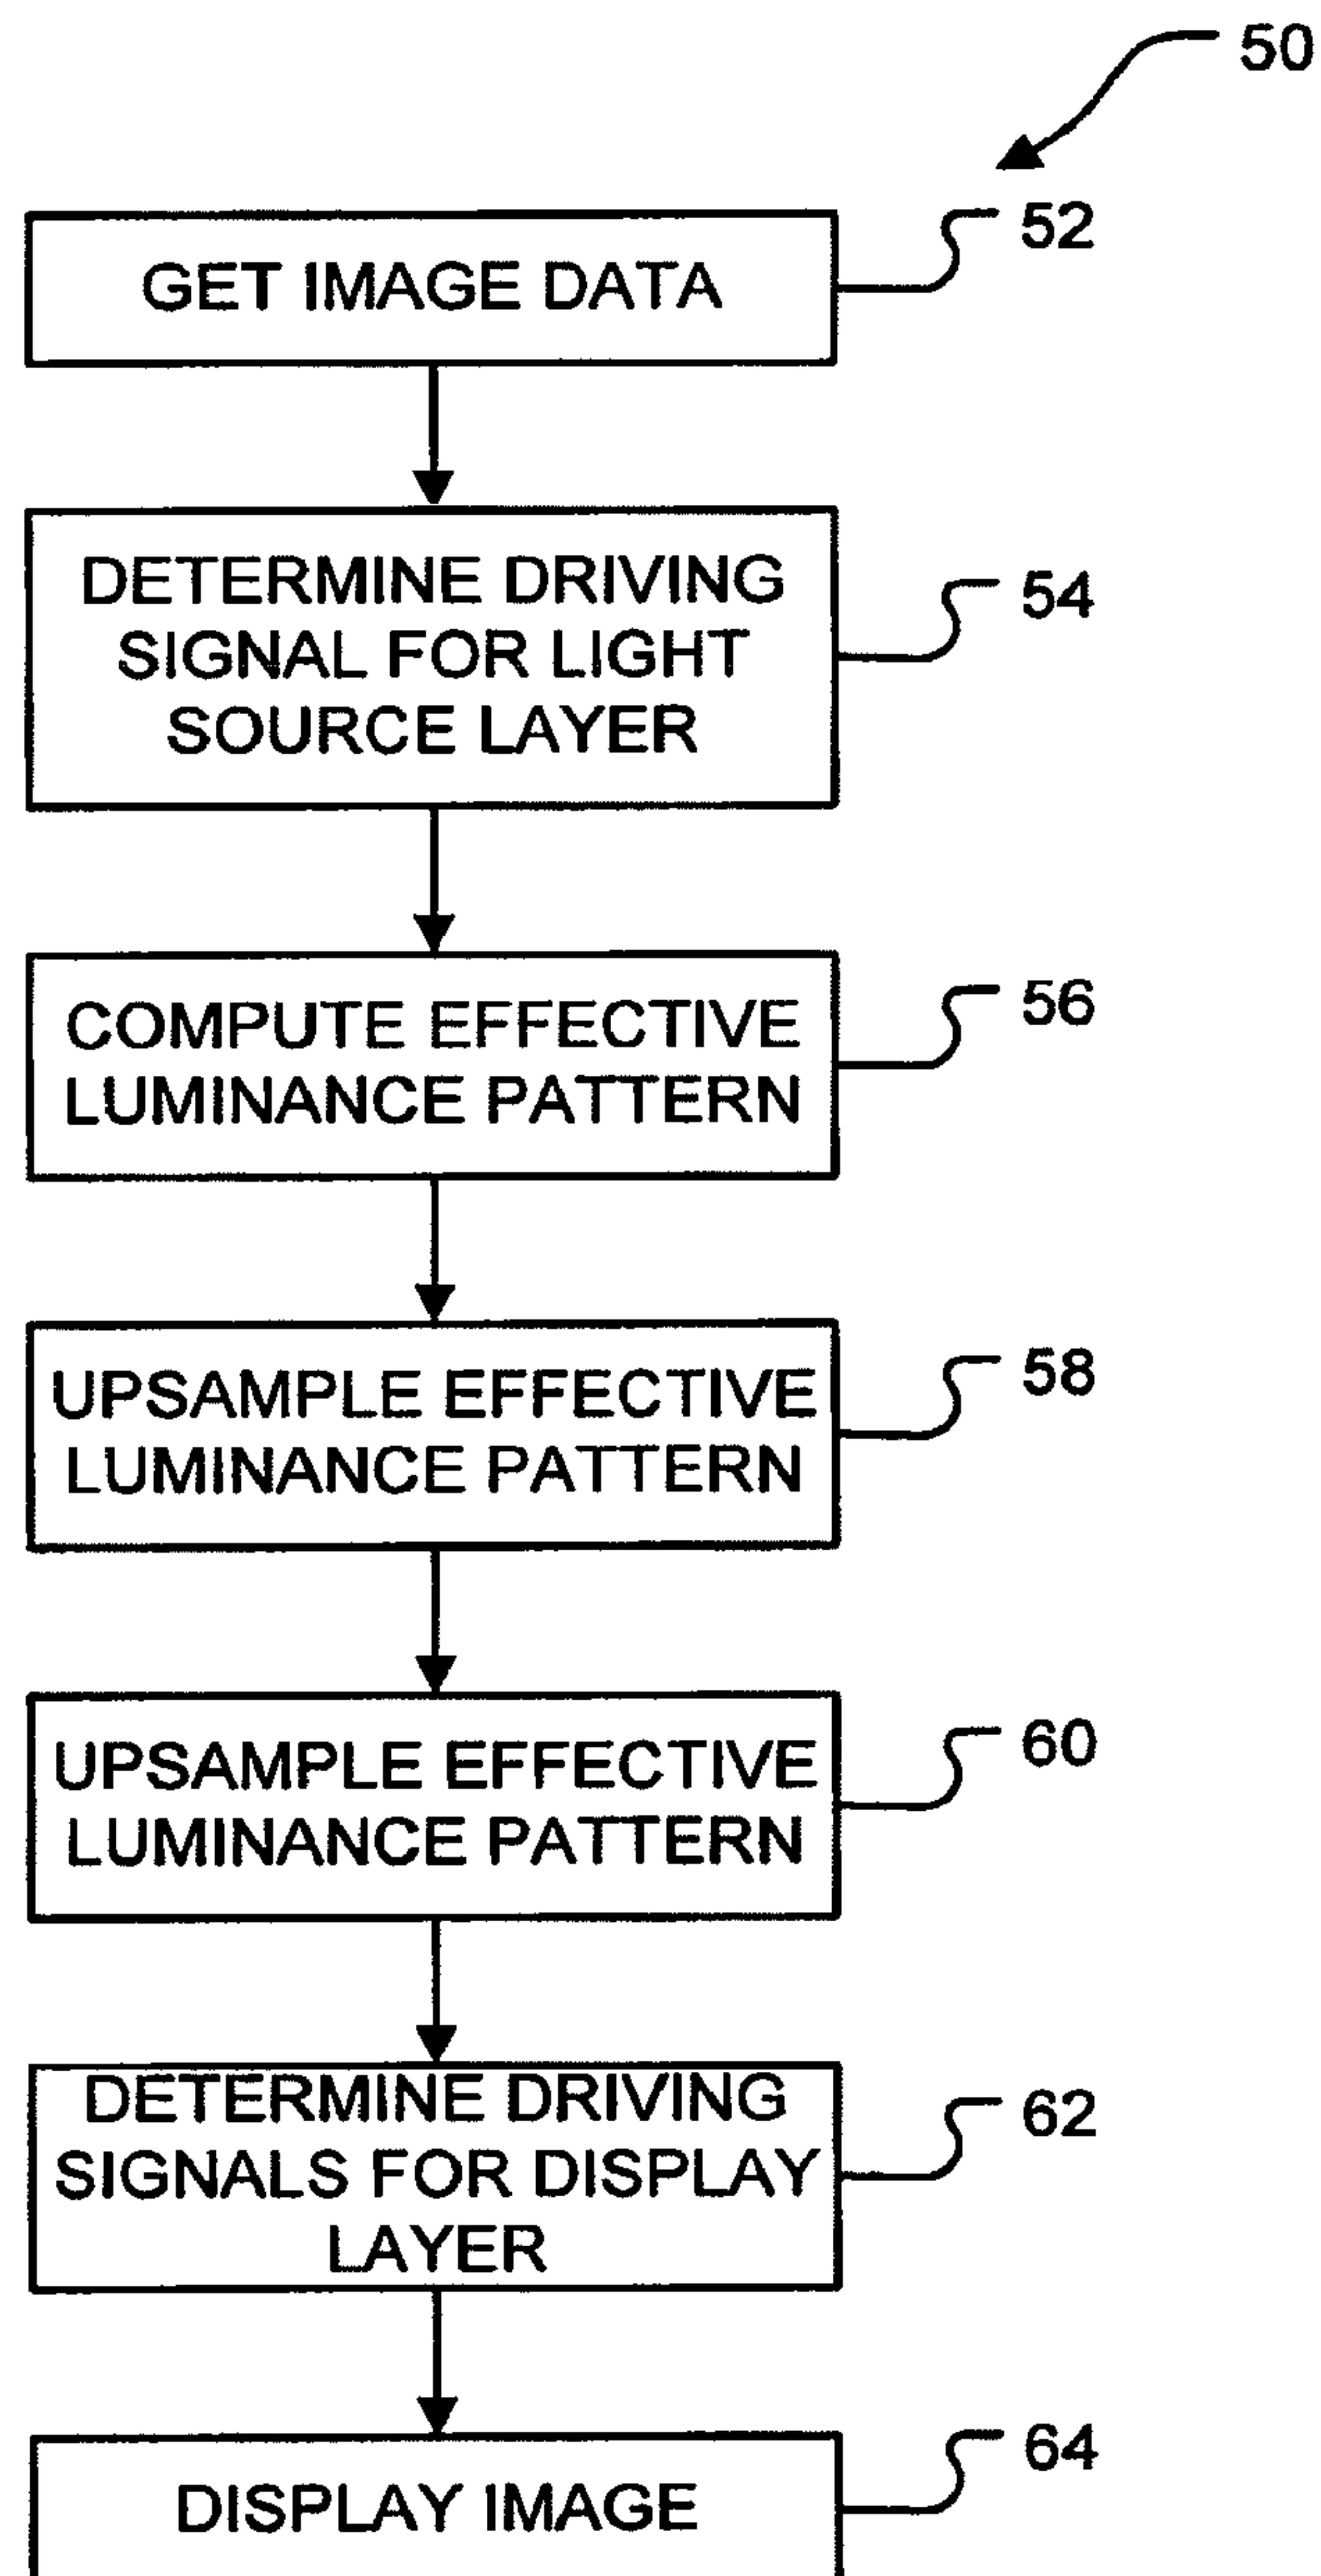 50
GET IMAGE DATA
52
DETERMINE DRIVING
SIGNAL FOR LIGHT
SOURCE LAYER
54
COMPUTE EFFECTIVE
LUMINANCE PATTERN
56
UPSAMPLE EFFECTIVE
LUMINANCE PATTERN
58
UPSAMPLE EFFECTIVE
LUMINANCE PATTERN
60
DETERMINE DRIVING
SIGNALS FOR DISPLAY
LAYER
62
DISPLAY IMAGE
64